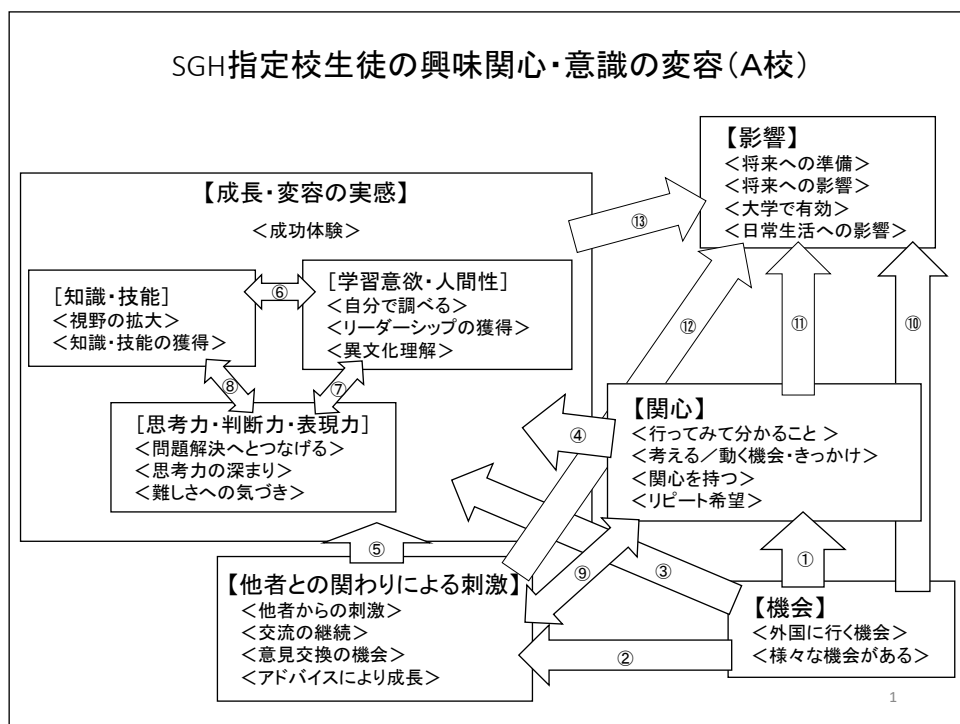 SGH指定校生徒の興味関心・意識の変容(A校)
【影響】
<将来への準備>
<将来への影響>
<大学で有効>
<日常生活への影響>
【成長・変容の実感】
<成功体験>
⑬
[知識・技能]
<視野の拡大>
<知識・技能の獲得>
⑥
[学習意欲・人間性]
<自分で調べる>
<リーダーシップの獲得>
<異文化理解>
⑫
⑪
⑩
⑧
⑦
[思考力・判断力・表現力]
<問題解決へとつなげる>
<思考力の深まり>
<難しさへの気づき>
④
【関心】
<行ってみて分かること >
<考える/動く機会・きっかけ>
<関心を持つ>
<リピート希望>
⑤
⑨
③
①
【他者との関わりによる刺激】
<他者からの刺激>
<交流の継続>
<意見交換の機会>
<アドバイスにより成長>
②
【機会】
<外国に行く機会>
<様々な機会がある>
1